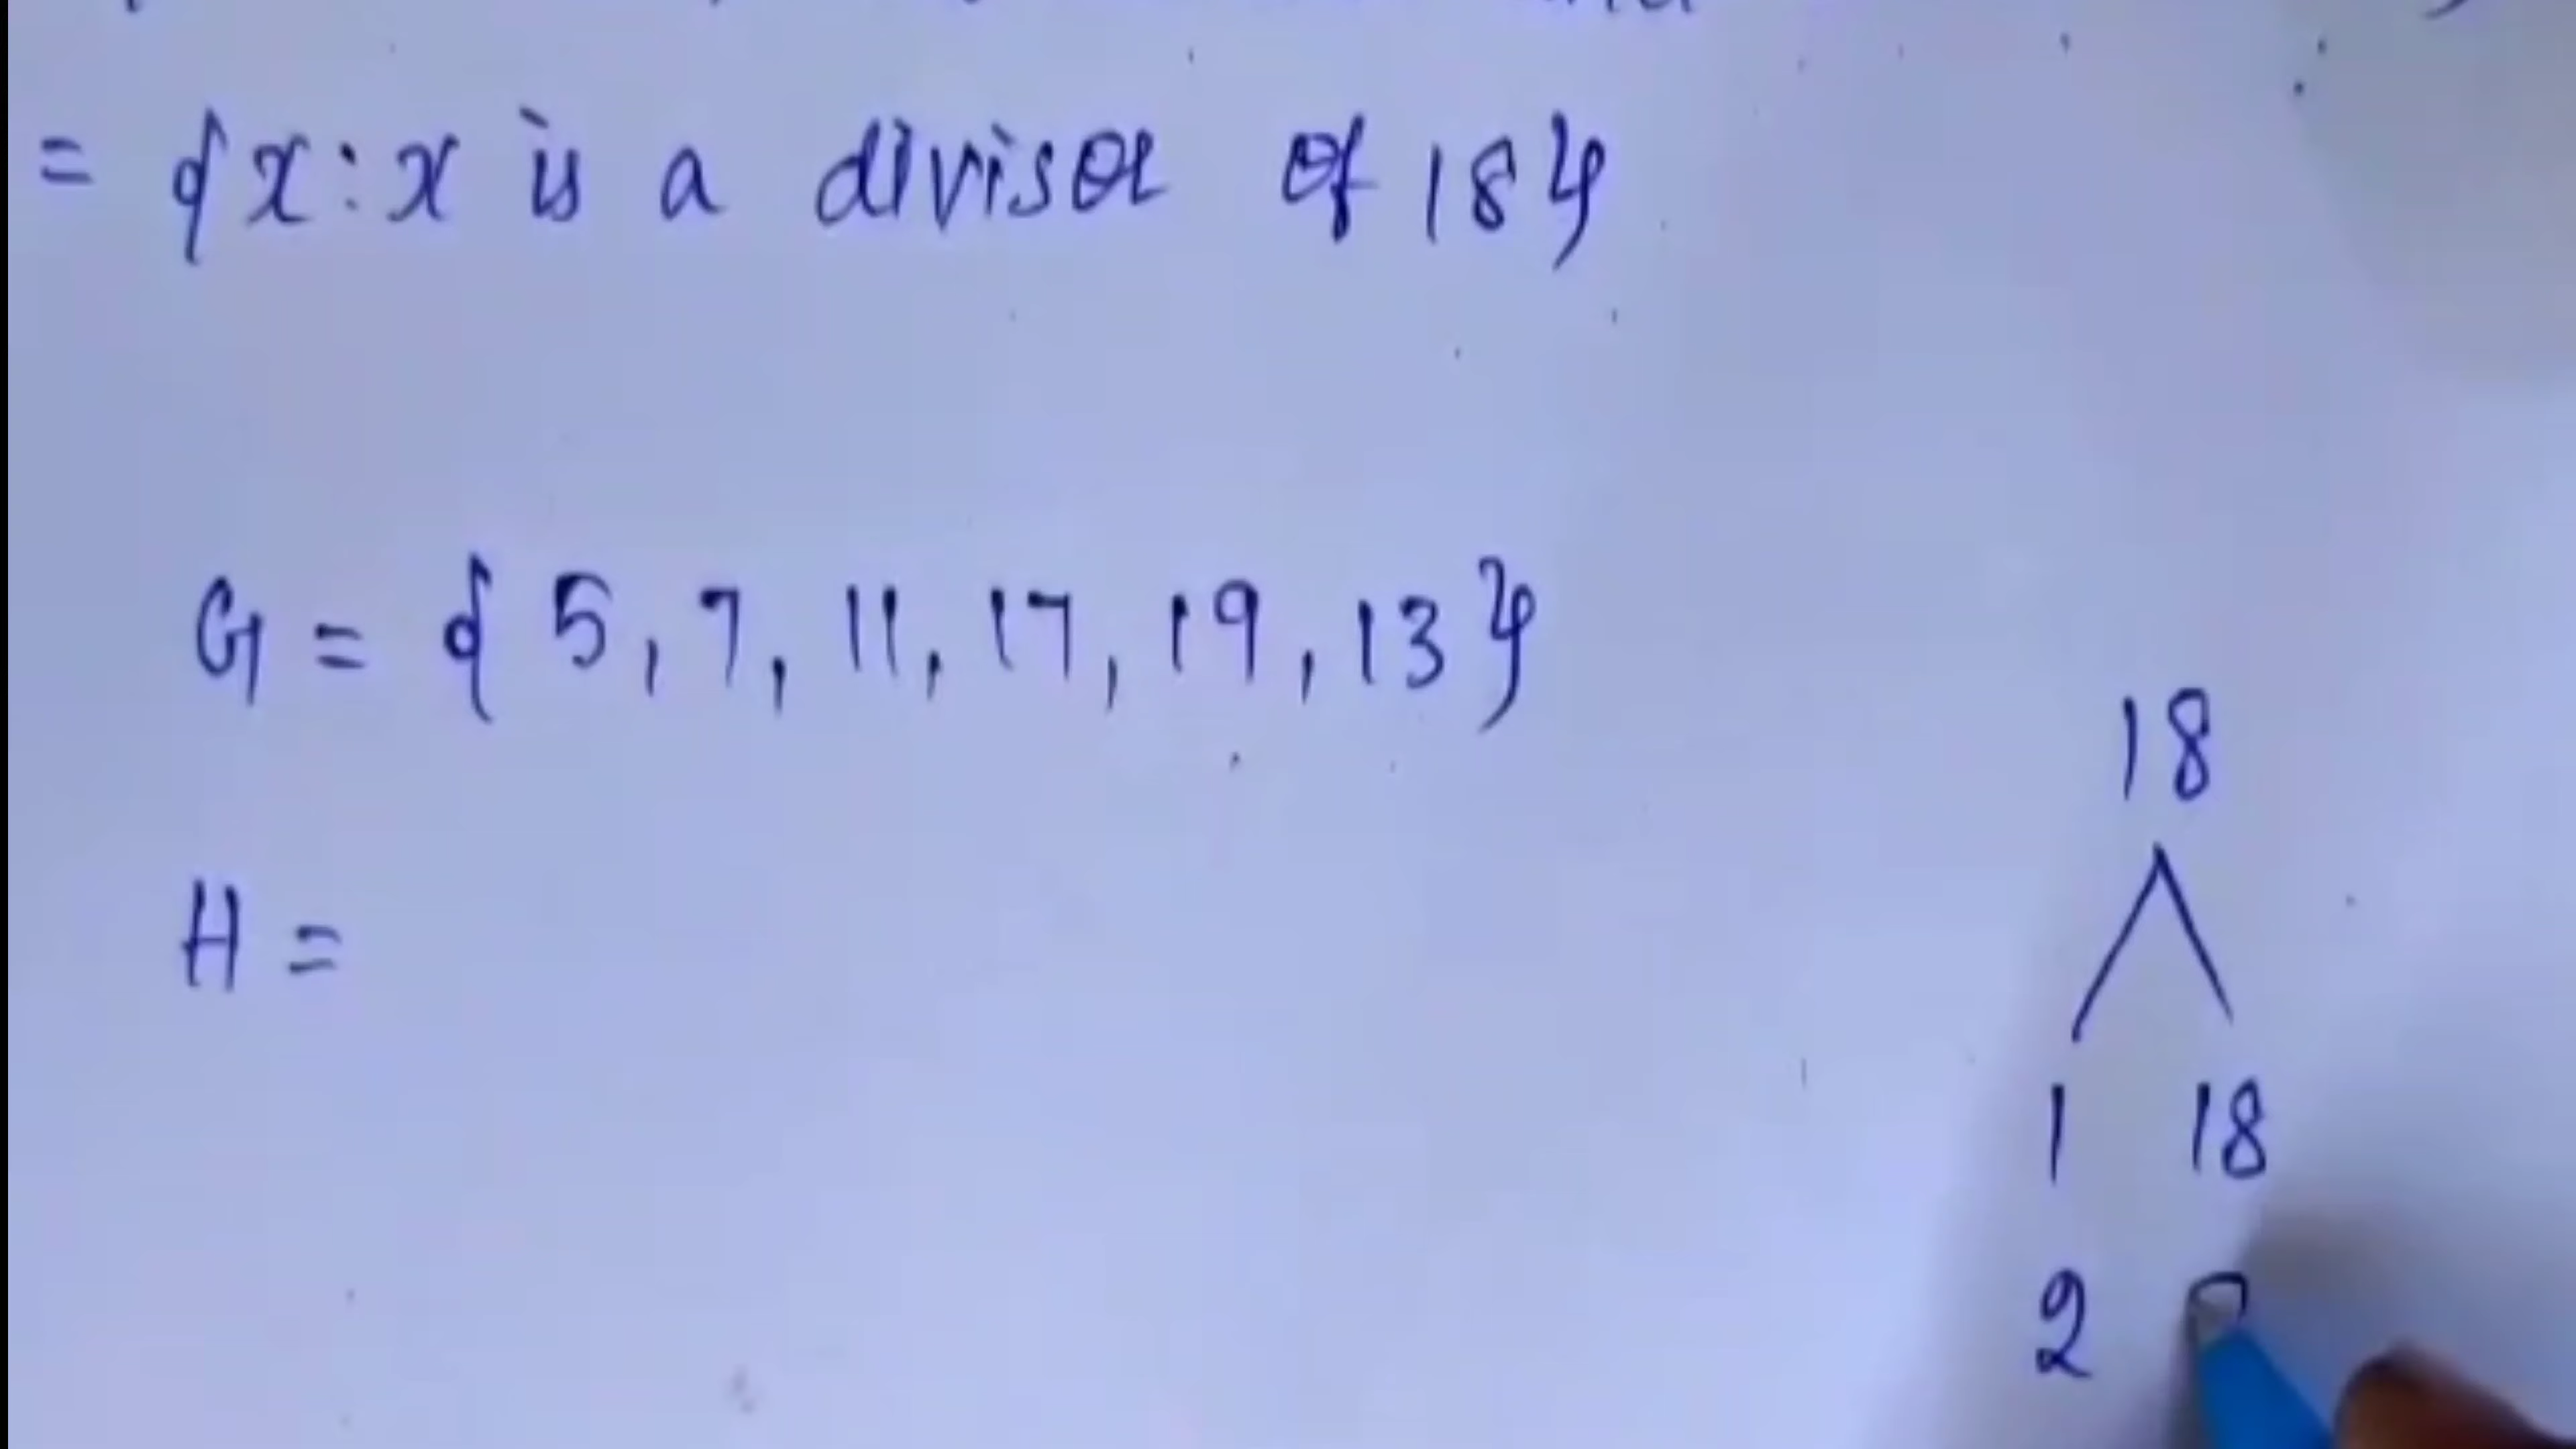 = {x : x is a divisor of 18}
G = { 5, 7, 11, 17, 19, 13}
18
H =
1 18
2